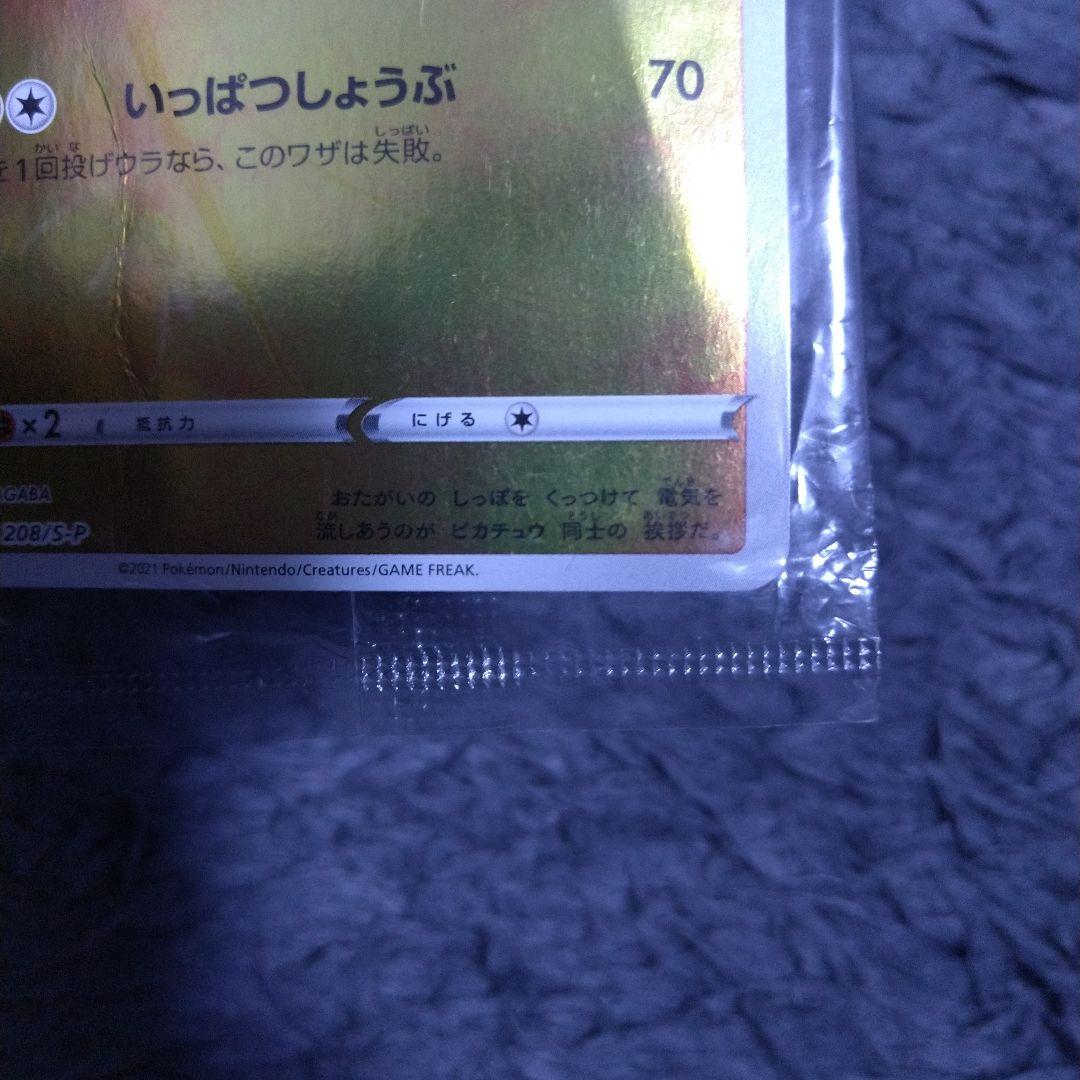 いっぱつしょうぶ 70
を1回投げウラなら、このワザは失敗。
×2 抵抗力 にげる
AGABA
おたがいの しっぽを くっつけて 電気を
208/S-P
流しあうのが ピカチュウ 同士の 挨拶だ。
©2021 Pokémon/Nintendo/Creatures/GAME FREAK.